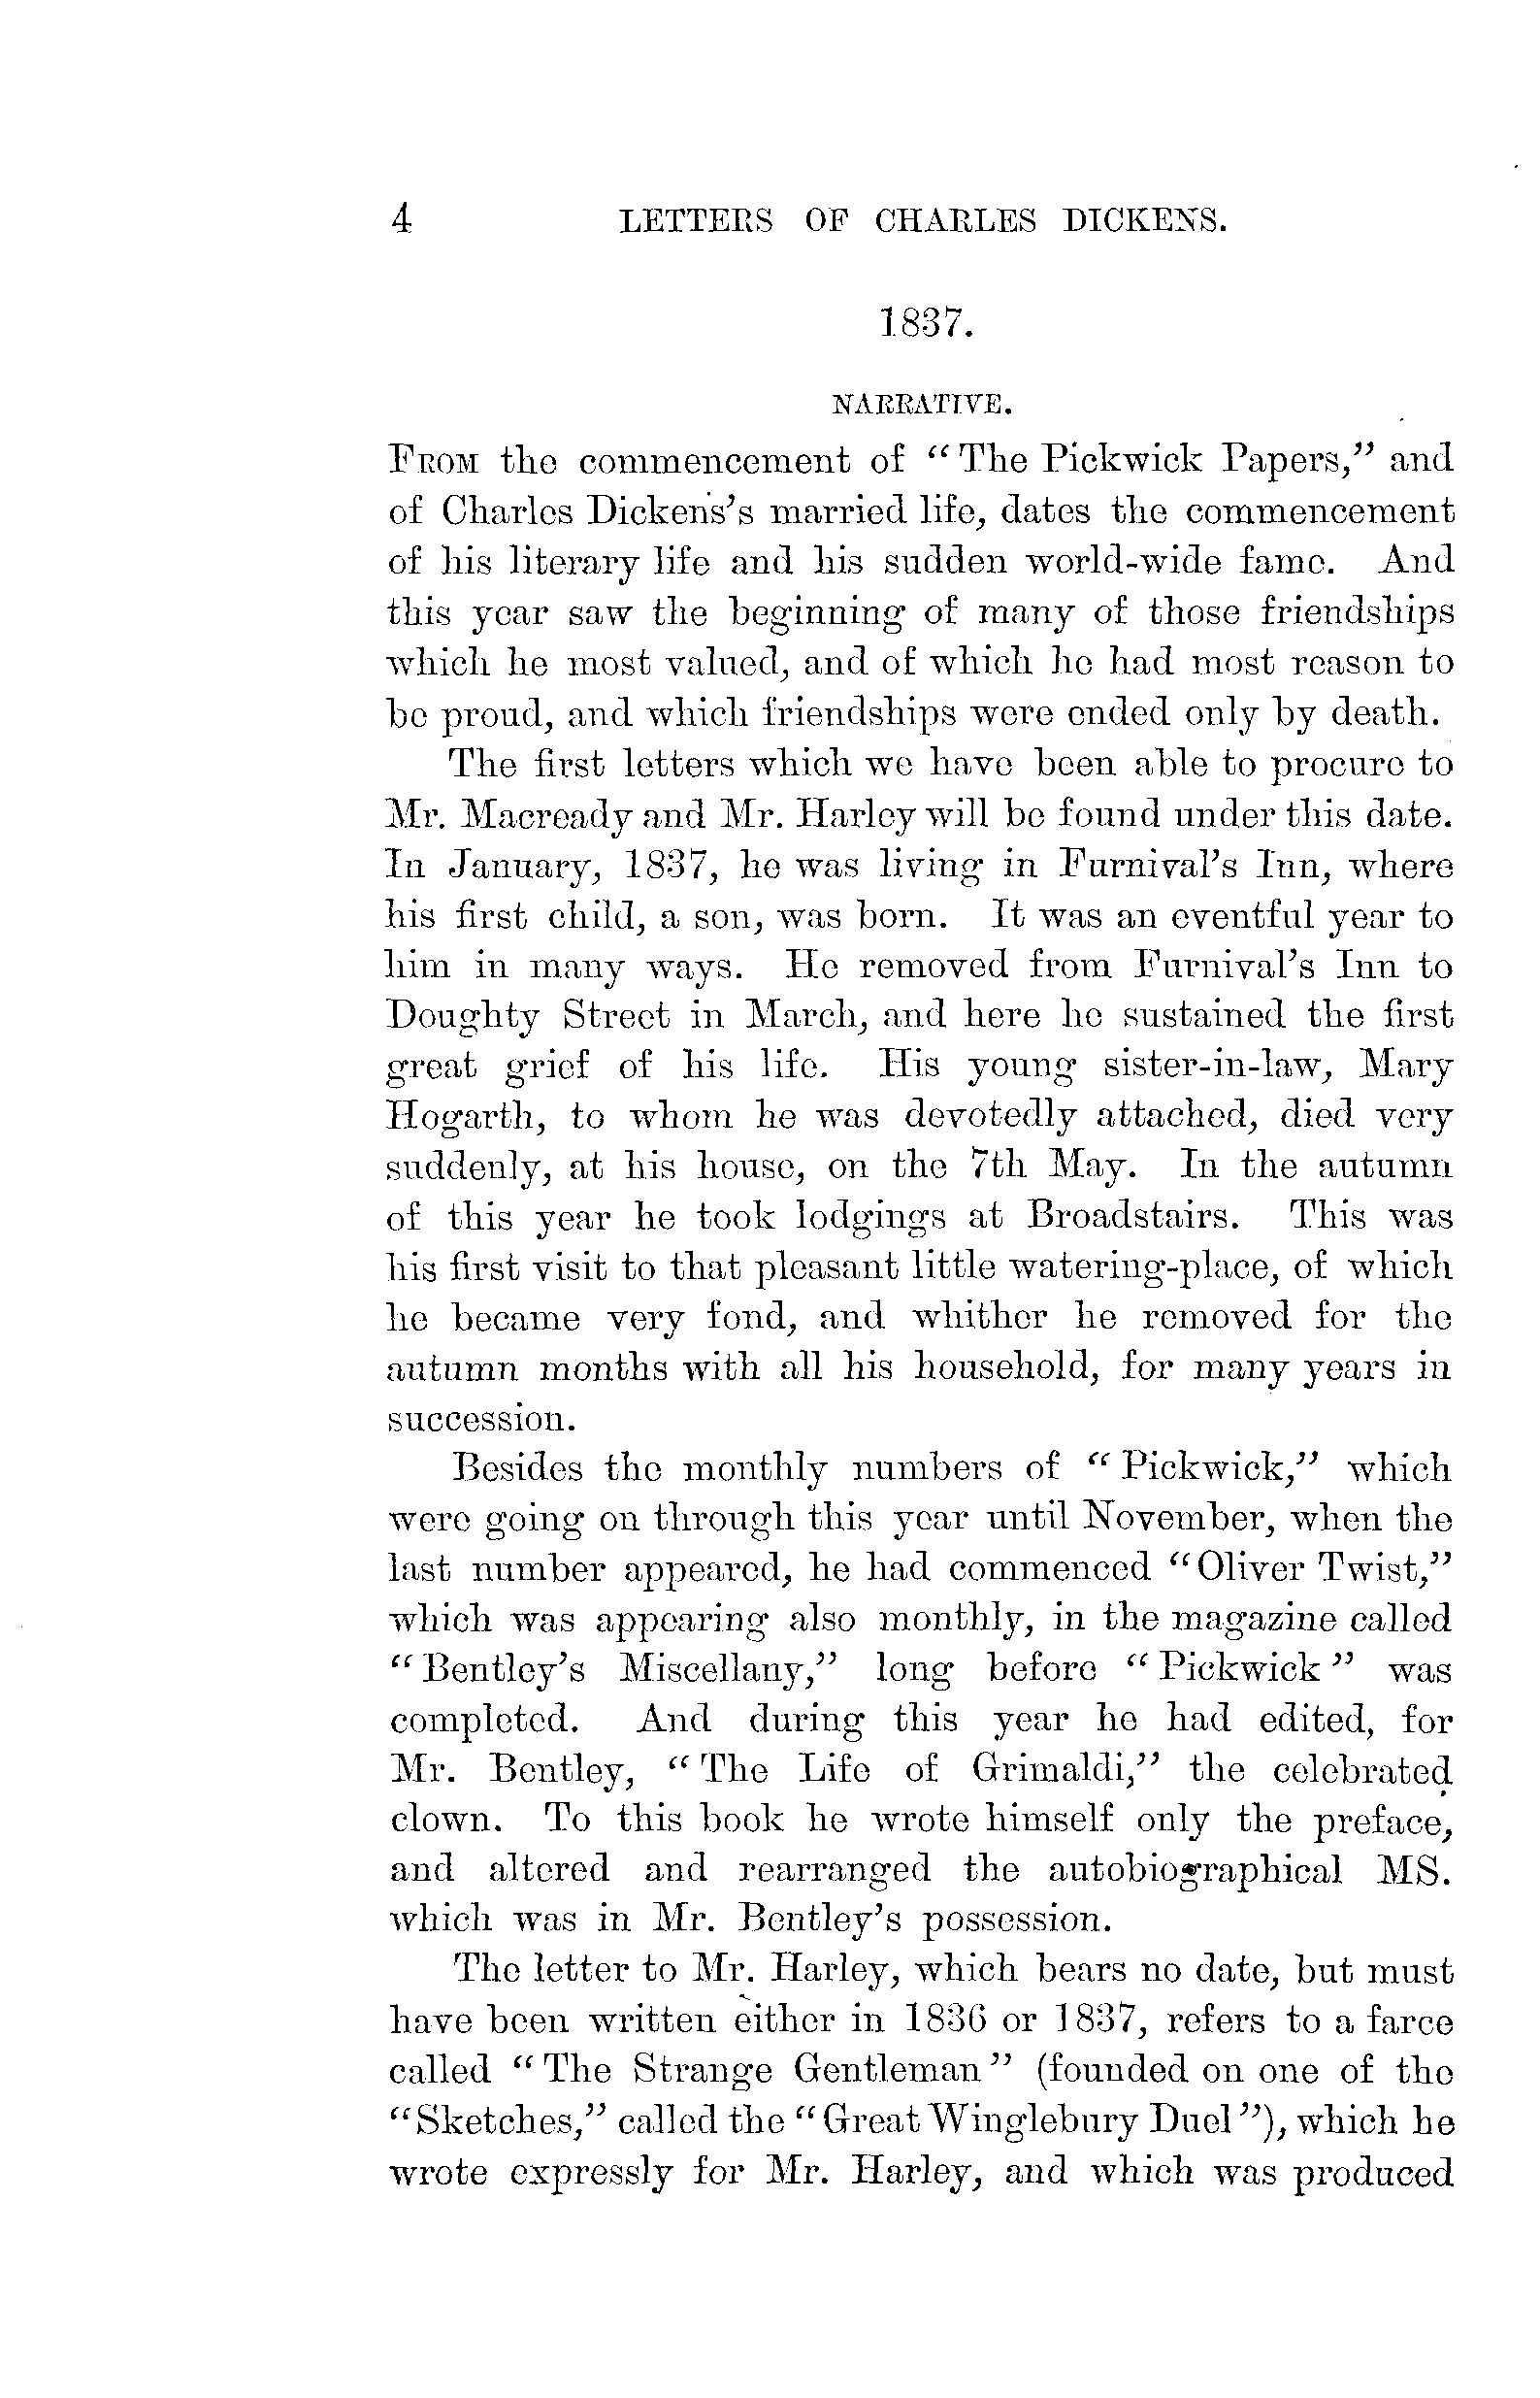 4 LETTERS OF CHARLES DICKENS.
1837.
NARRATIVE.
FROM the commencement of "The Pickwick Papers," and
of Charles Dickens's married life, dates the commencement
of his literary life and his sudden world-wide fame. And
this year saw the beginning of many of those friendships
which he most valued, and of which he had most reason to
be proud, and which friendships were ended only by death.
The first letters which we have been able to procure to
Mr. Macready and Mr. Harley will be found under this date.
In January, 1837, he was living in Furnival's Inn, where
his first child, a son, was born. It was an eventful year to
him in many ways. He removed from Furnival's Inn to
Doughty Street in March, and here he sustained the first
great grief of his life. His young sister-in-law, Mary
Hogarth, to whom he was devotedly attached, died very
suddenly, at his house, on the 7th May. In the autumn
of this year he took lodgings at Broadstairs. This was
his first visit to that pleasant little watering-place, of which
he became very fond, and whither he removed for the
autumn months with all his household, for many years in
succession.
Besides the monthly numbers of "Pickwick," which
were going on through this year until November, when the
last number appeared, he had commenced "Oliver Twist,"
which was appearing also monthly, in the magazine called
"Bentley's Miscellany," long before "Pickwick" was
completed. And during this year he had edited, for
Mr. Bentley, "The Life of Grimaldi," the celebrated
clown. To this book he wrote himself only the preface,
and altered and rearranged the autobiographical MS.
which was in Mr. Bentley's possession.
The letter to Mr. Harley, which bears no date, but must
have been written either in 1836 or 1837, refers to a farce
called "The Strange Gentleman" (founded on one of the
"Sketches," called the "Great Winglebury Duel"), which he
wrote expressly for Mr. Harley, and which was produced